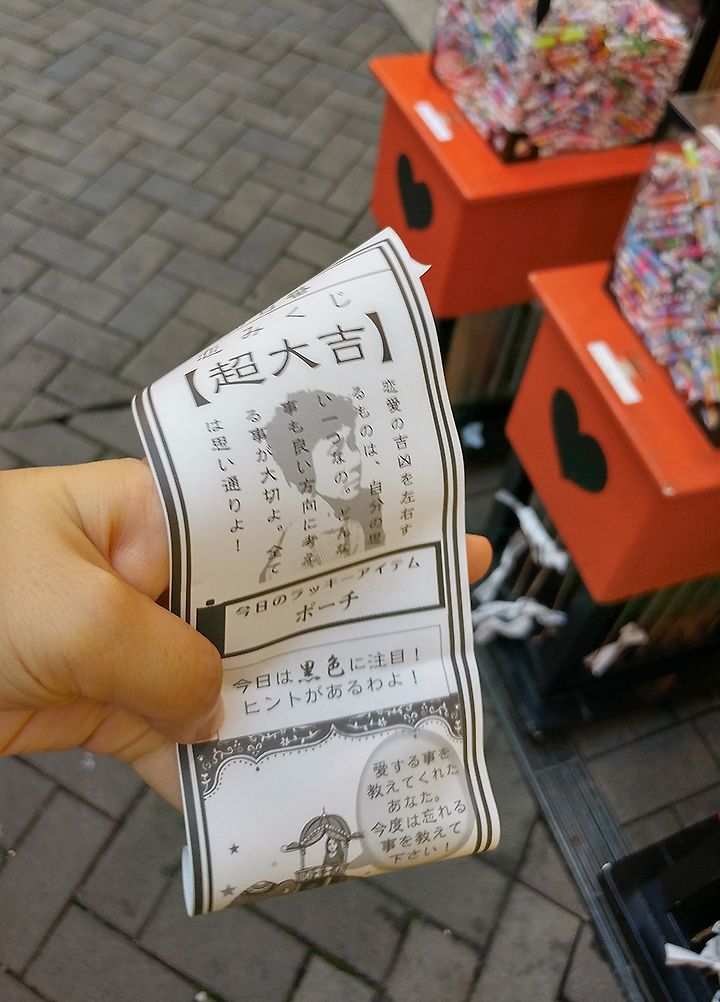 みくじ
【超大吉】
恋愛の吉凶を左右す
るものは、自分の思
い一つなの。どんな
事も良い方向に考え
る事が大切よ。全て
は思い通りよ！
今日のラッキーアイテム
ポーチ
今日は黒色に注目！
ヒントがあるわよ！
愛する事を
教えてくれた
あなた。
今度は忘れる
事を教えて
下さい！